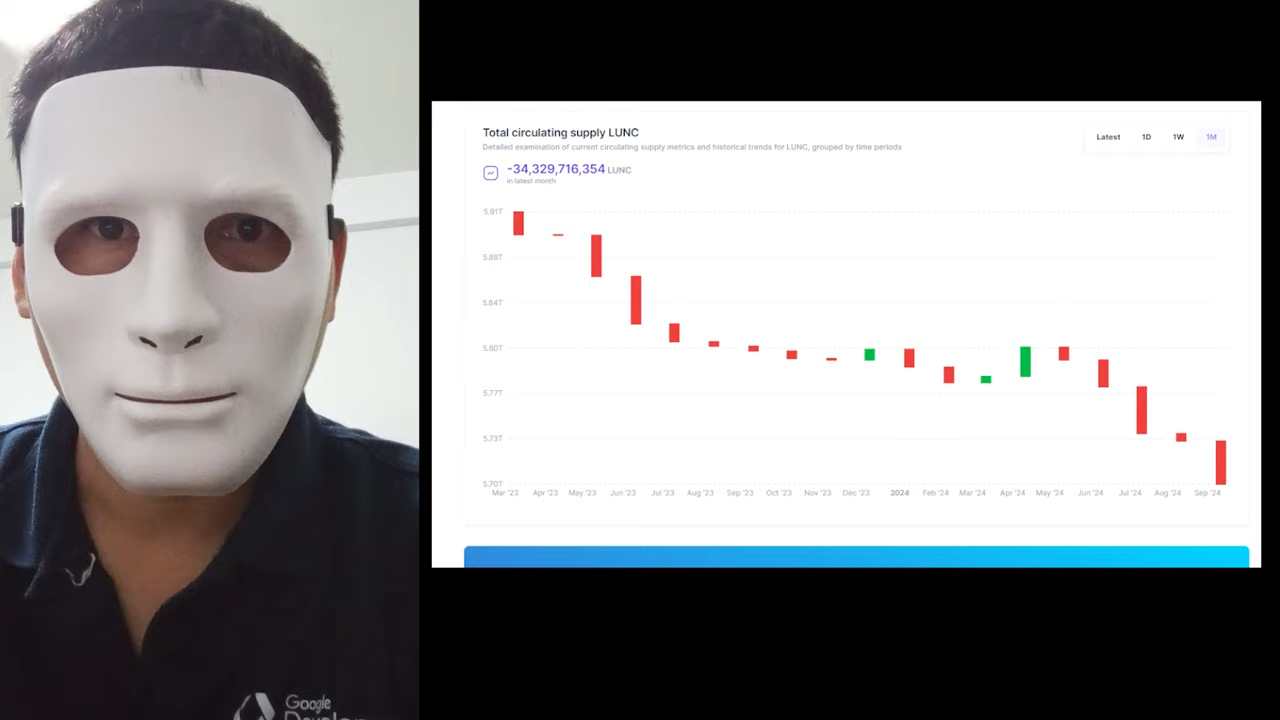 Total circulating supply LUNC
Detailed examination of current circulating supply metrics and historical trends for LUNC, grouped by time periods
Latest 1D 1W 1M
-34,329,716,354 LUNC
in latest month
5.91T
5.88T
5.84T
5.80T
5.77T
5.73T
5.70T
Mar '23 Apr '23 May '23 Jun '23 Jul '23 Aug '23 Sep '23 Oct '23 Nov '23 Dec '23 2024 Feb '24 Mar '24 Apr '24 May '24 Jun '24 Jul '24 Aug '24 Sep '24
Google